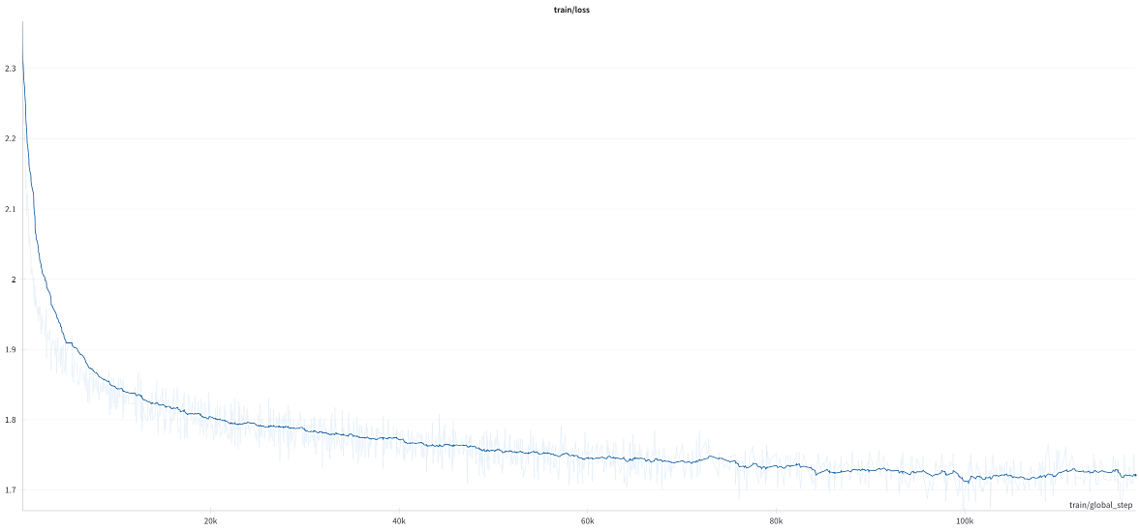 train/loss
2.3
2.2
2.1
2
1.9
1.8
1.7
train/global_step
20k
40k
60k
80k
100k